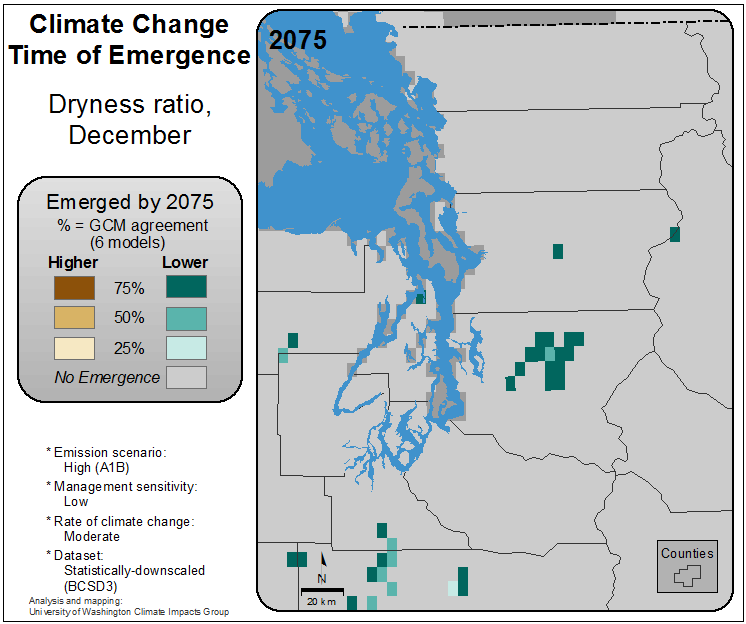 Climate Change
Time of Emergence
Dryness ratio,
December
Emerged by 2075
% = GCM agreement
(6 models)
Higher Lower
75%
50%
25%
No Emergence
* Emission scenario:
High (A1B)
* Management sensitivity:
Low
* Rate of climate change:
Moderate
* Dataset:
Statistically-downscaled
(BCSD3)
Analysis and mapping:
University of Washington Climate Impacts Group
2075
N
20 km
Counties